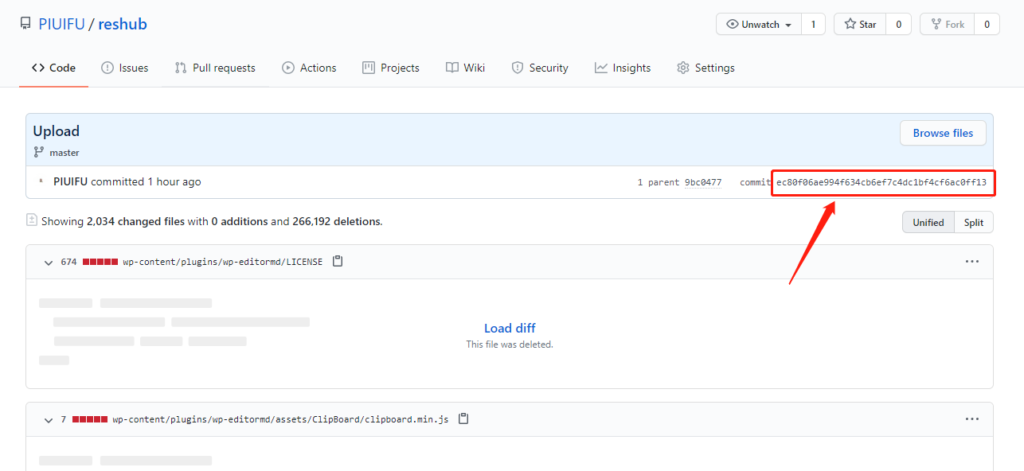 PIUIFU / reshub
Unwatch 1 Star 0 Fork 0
Code Issues Pull requests Actions Projects Wiki Security Insights Settings
Upload
Browse files
master
PIUIFU committed 1 hour ago 1 parent 9bc0477 commit ec80f06ae994f634cb6ef7c4dc1bf4cf6ac0ff13
Showing 2,034 changed files with 0 additions and 266,192 deletions.
Unified Split
674 wp-content/plugins/wp-editormd/LICENSE
Load diff
This file was deleted.
7 wp-content/plugins/wp-editormd/assets/ClipBoard/clipboard.min.js